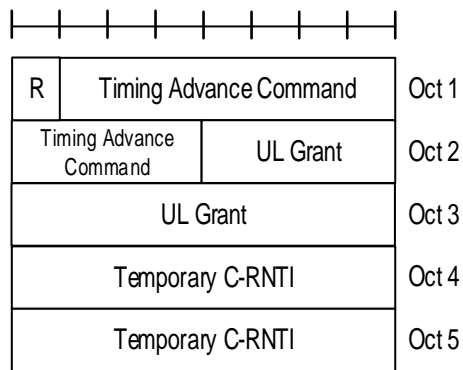 R Timing Advance Command Oct 1
Timing Advance
Command UL Grant Oct 2
UL Grant Oct 3
Temporary C-RNTI Oct 4
Temporary C-RNTI Oct 5